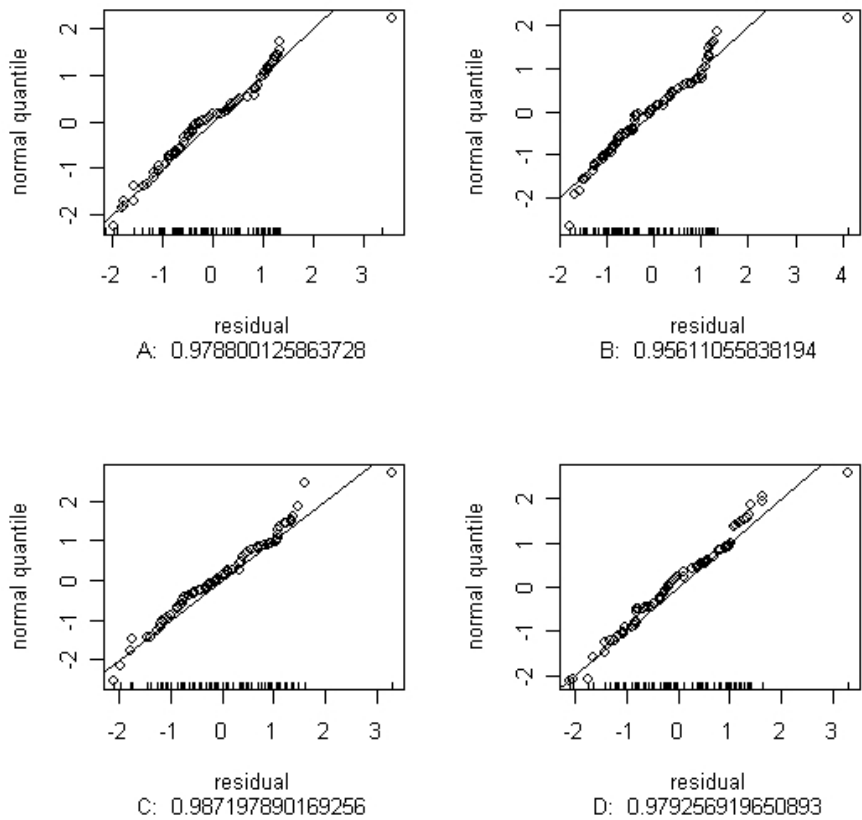 normal quantile
2
1
0
-1
-2
-2 -1 0 1 2 3
residual
A: 0.978800125863728
normal quantile
2
1
0
-1
-2
-2 -1 0 1 2 3 4
residual
B: 0.95611055838194
normal quantile
2
1
0
-1
-2
-2 -1 0 1 2 3
residual
C: 0.987197890169256
normal quantile
2
1
0
-1
-2
-2 -1 0 1 2 3
residual
D: 0.979256919650893